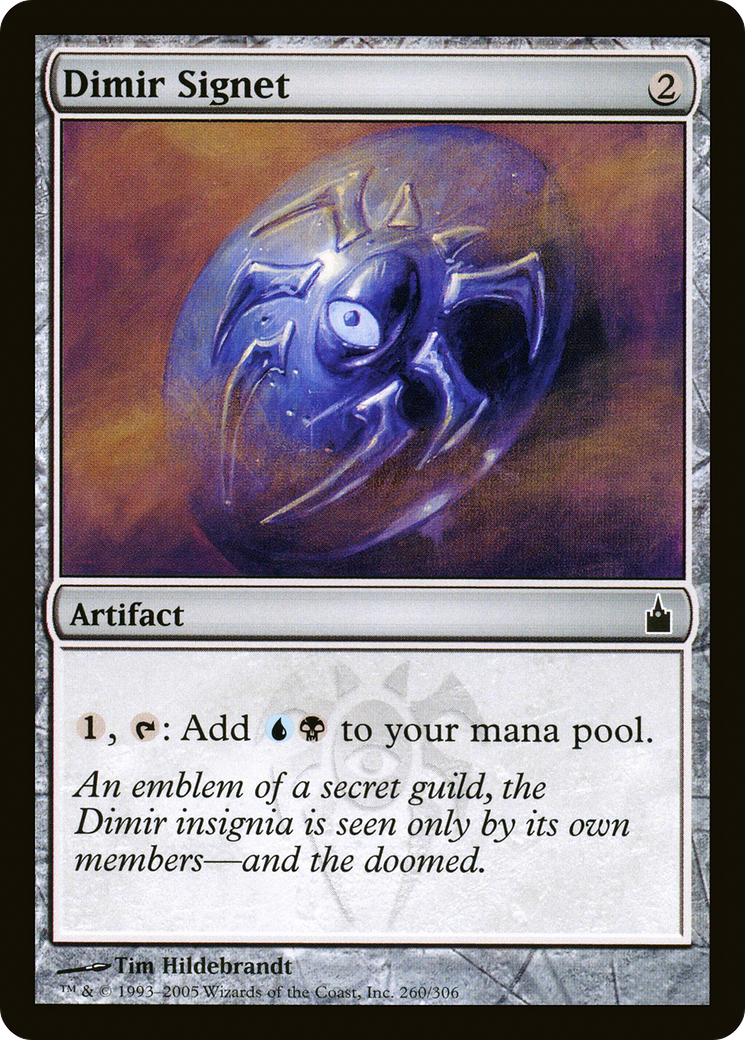 Dimir Signet 2
Artifact
1, : Add to your mana pool.
An emblem of a secret guild, the
Dimir insignia is seen only by its own
members—and the doomed.
Tim Hildebrandt
™ & © 1993–2005 Wizards of the Coast, Inc. 260/306